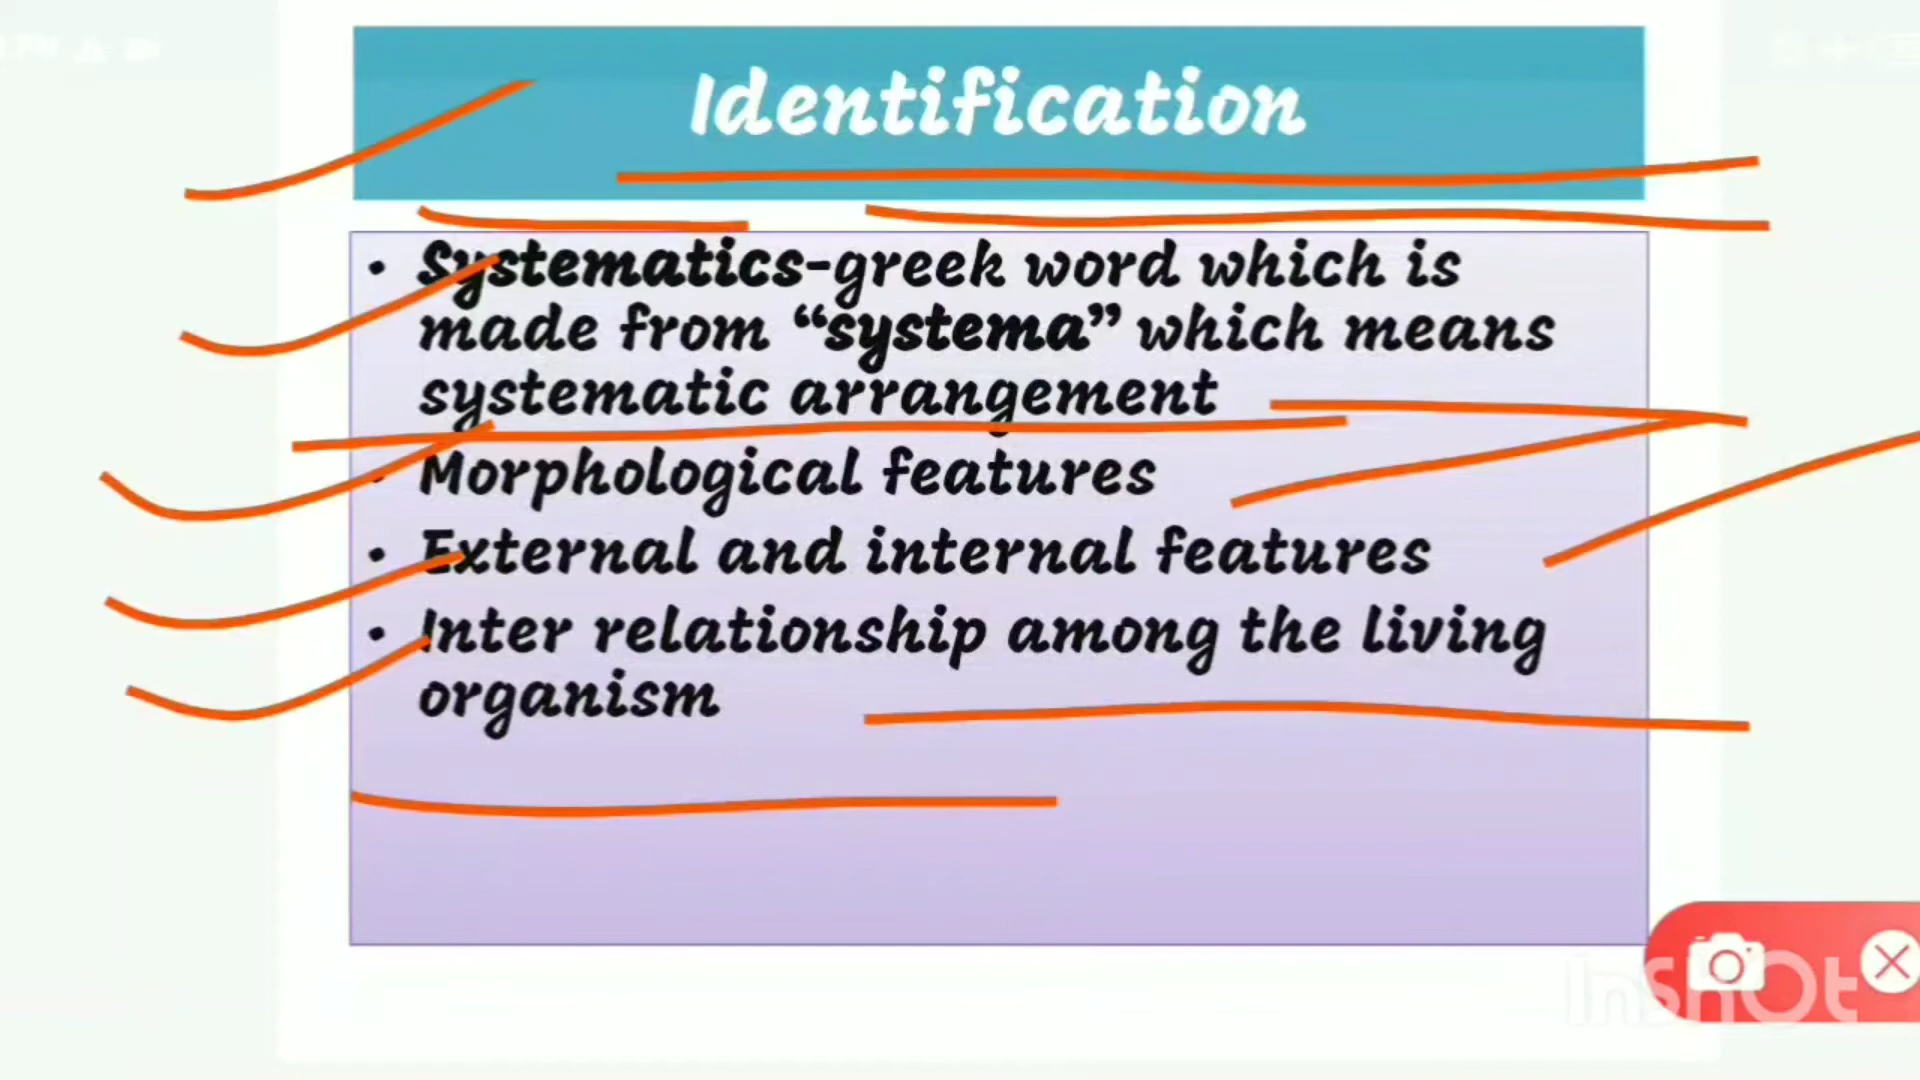 Identification
• Systematics-greek word which is
made from “systema” which means
systematic arrangement
• Morphological features
• External and internal features
• Inter relationship among the living
organism
InShOt